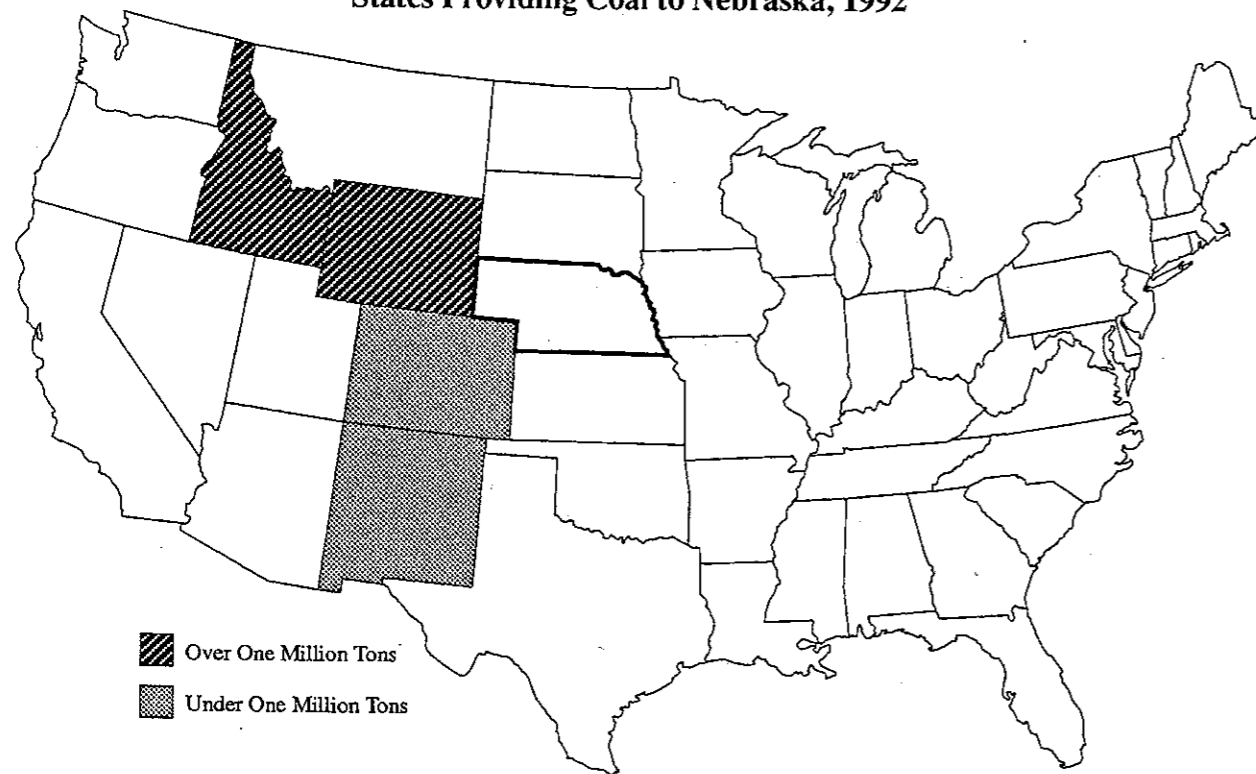 States Providing Coal to Nebraska, 1992
Over One Million Tons
Under One Million Tons